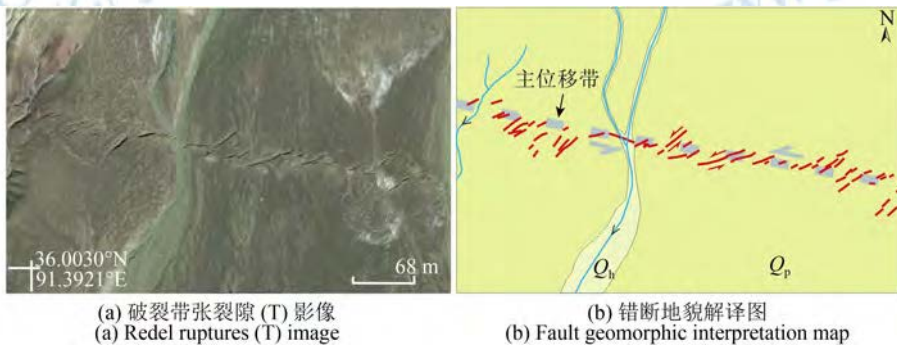 36.0030°N
91.3921°E
68 m
(a) 破裂带张裂隙 (T) 影像
(a) Redel ruptures (T) image
N
主位移带
Qh
Qp
(b) 错断地貌解译图
(b) Fault geomorphic interpretation map